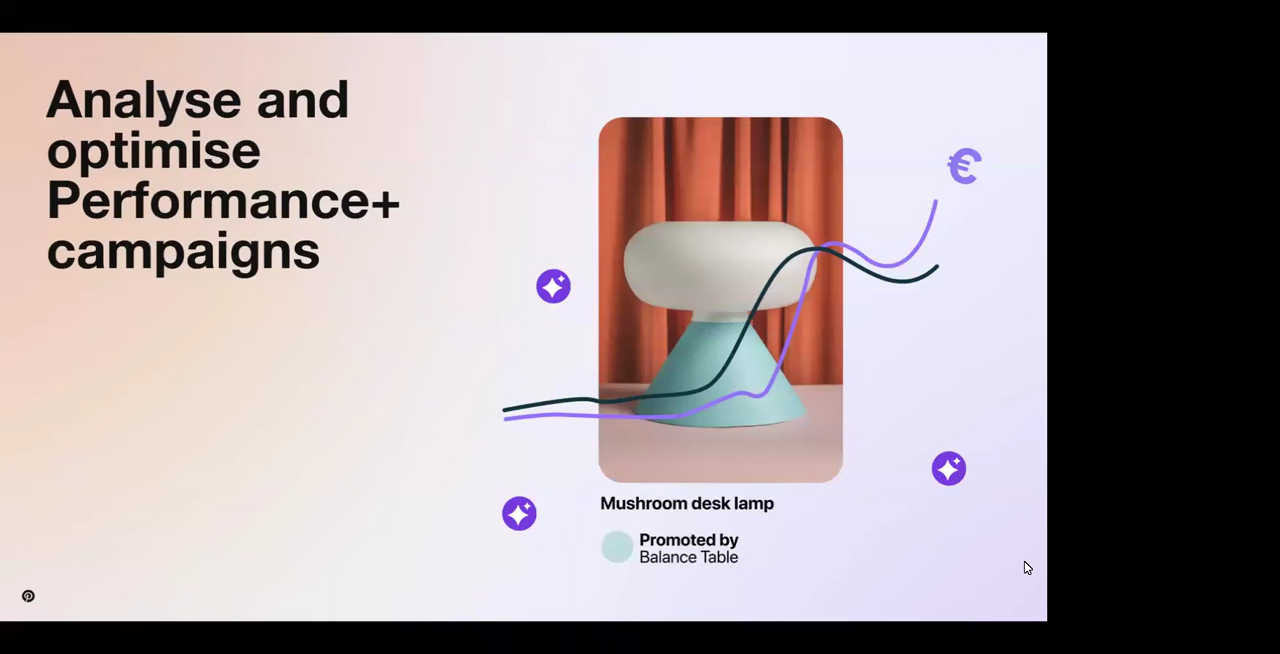 Analyse and
optimise
Performance+
campaigns
€
Mushroom desk lamp
Promoted by
Balance Table